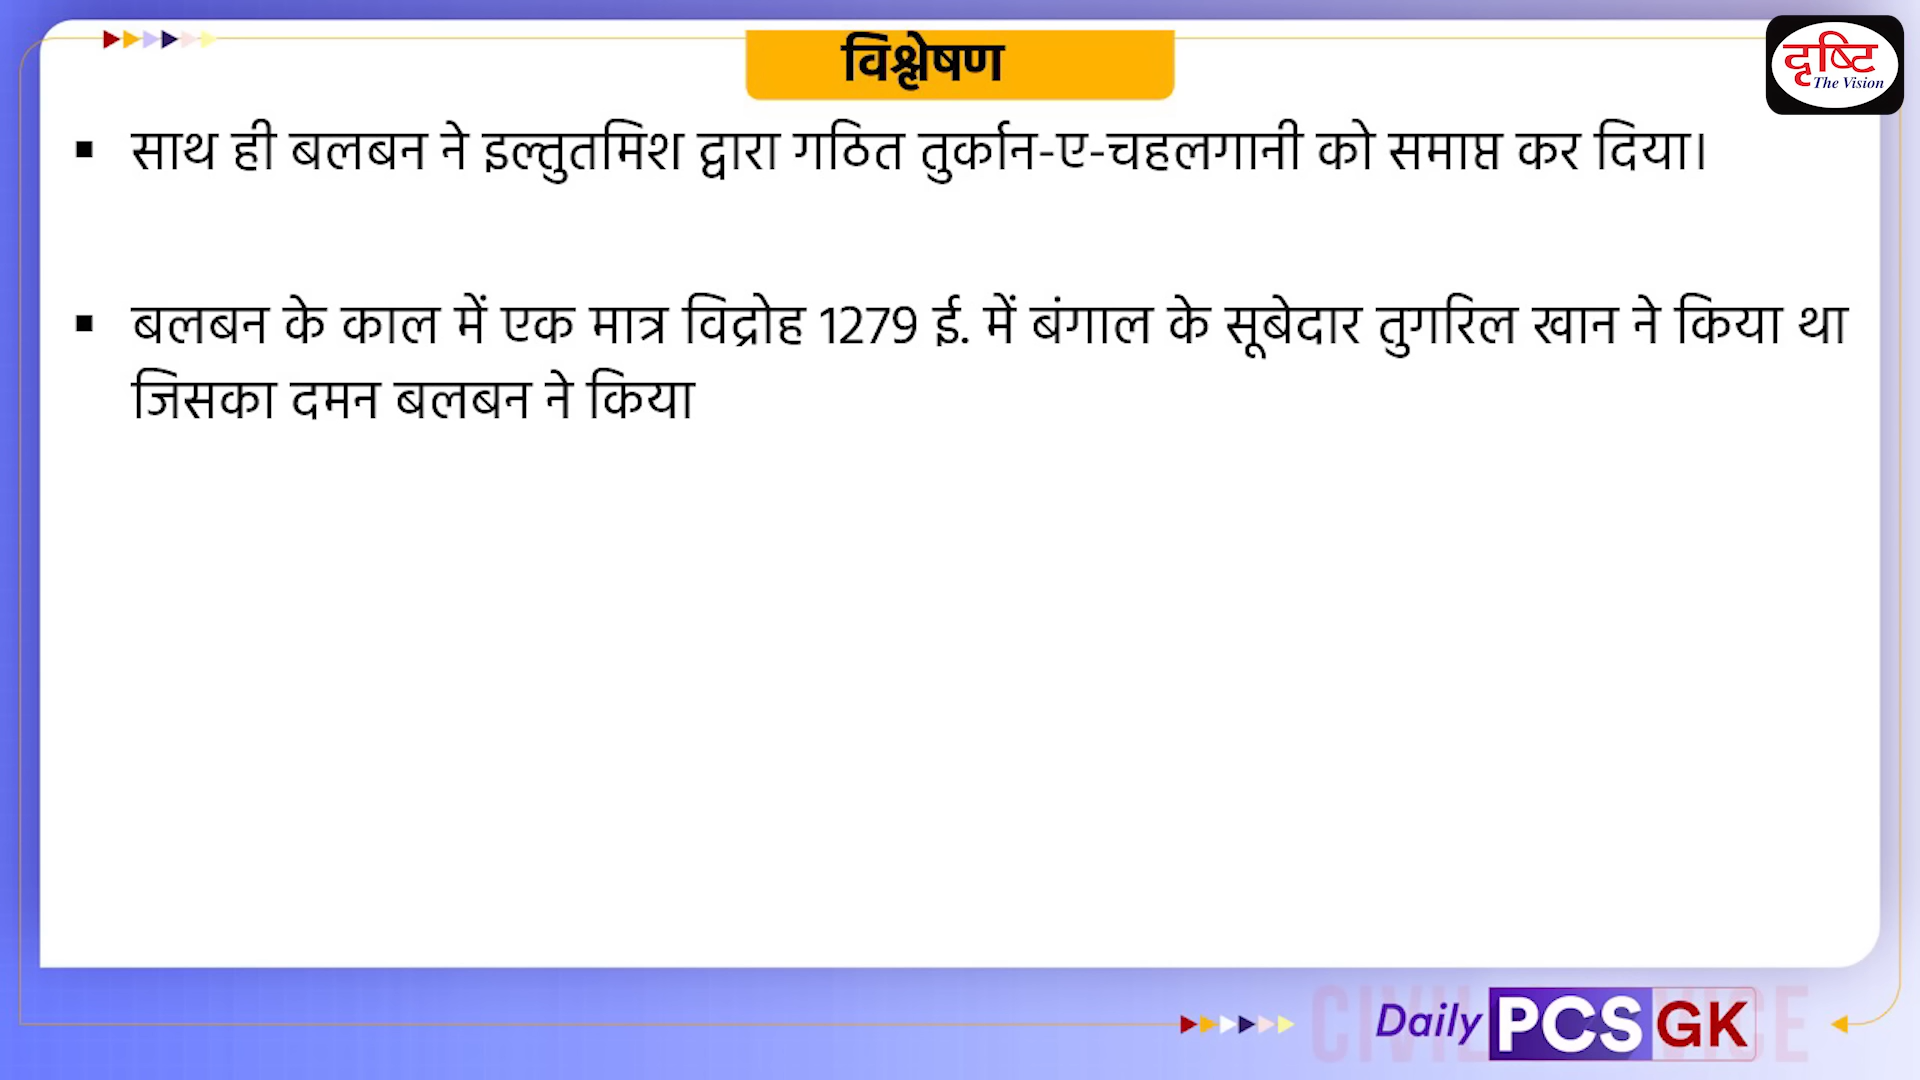 विश्लेषण
दृष्टि
The Vision
▪ साथ ही बलबन ने इल्तुतमिश द्वारा गठित तुर्कान-ए-चहलगानी को समाप्त कर दिया।
▪ बलबन के काल में एक मात्र विद्रोह 1279 ई. में बंगाल के सूबेदार तुगरिल खान ने किया था
जिसका दमन बलबन ने किया
Daily PCS GK